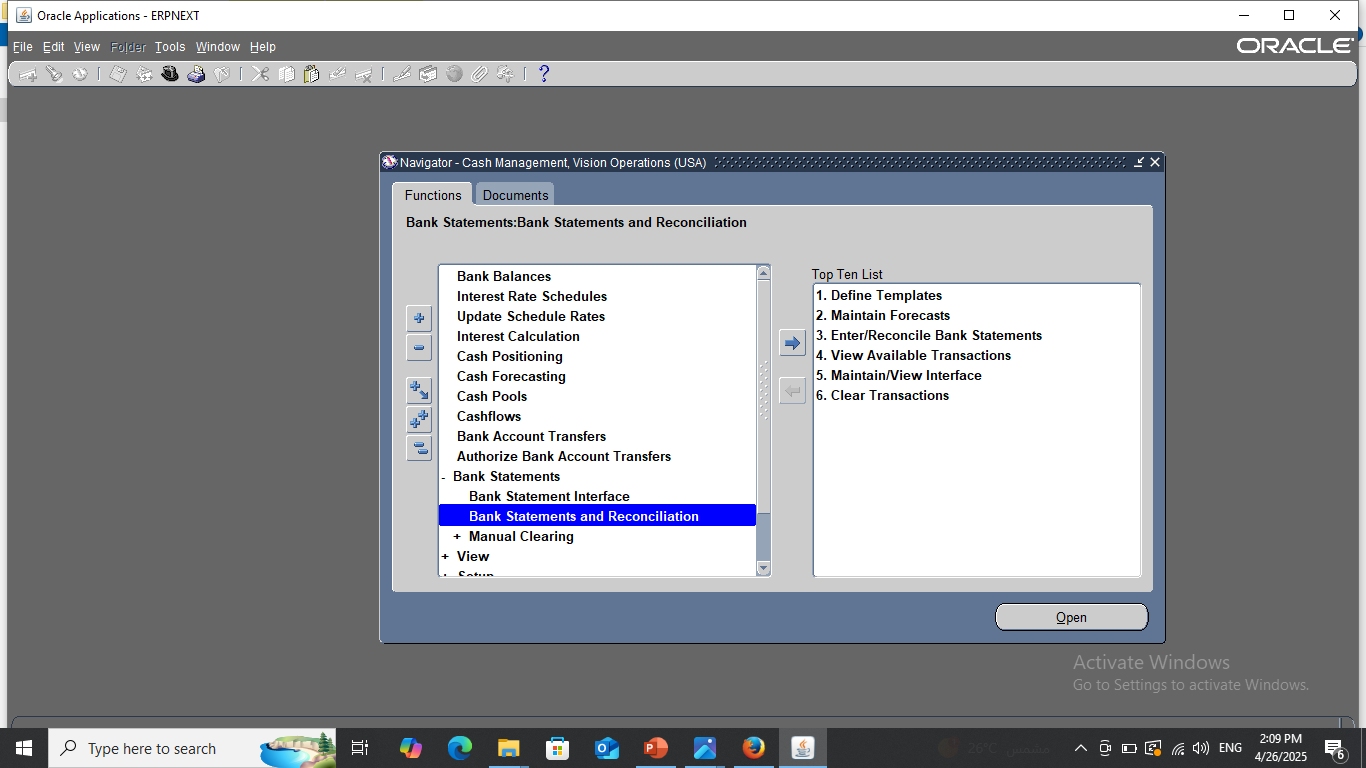 Oracle Applications - ERPNEXT
File Edit View Folder Tools Window Help
ORACLE
Navigator - Cash Management, Vision Operations (USA)
Functions Documents
Bank Statements:Bank Statements and Reconciliation
Bank Balances
Interest Rate Schedules
Update Schedule Rates
Interest Calculation
Cash Positioning
Cash Forecasting
Cash Pools
Cashflows
Bank Account Transfers
Authorize Bank Account Transfers
- Bank Statements
Bank Statement Interface
Bank Statements and Reconciliation
+ Manual Clearing
+ View
+ Setup
Top Ten List
1. Define Templates
2. Maintain Forecasts
3. Enter/Reconcile Bank Statements
4. View Available Transactions
5. Maintain/View Interface
6. Clear Transactions
Open
Activate Windows
Go to Settings to activate Windows.
Type here to search
26°C مشمس
ENG
2:09 PM
4/26/2025
6